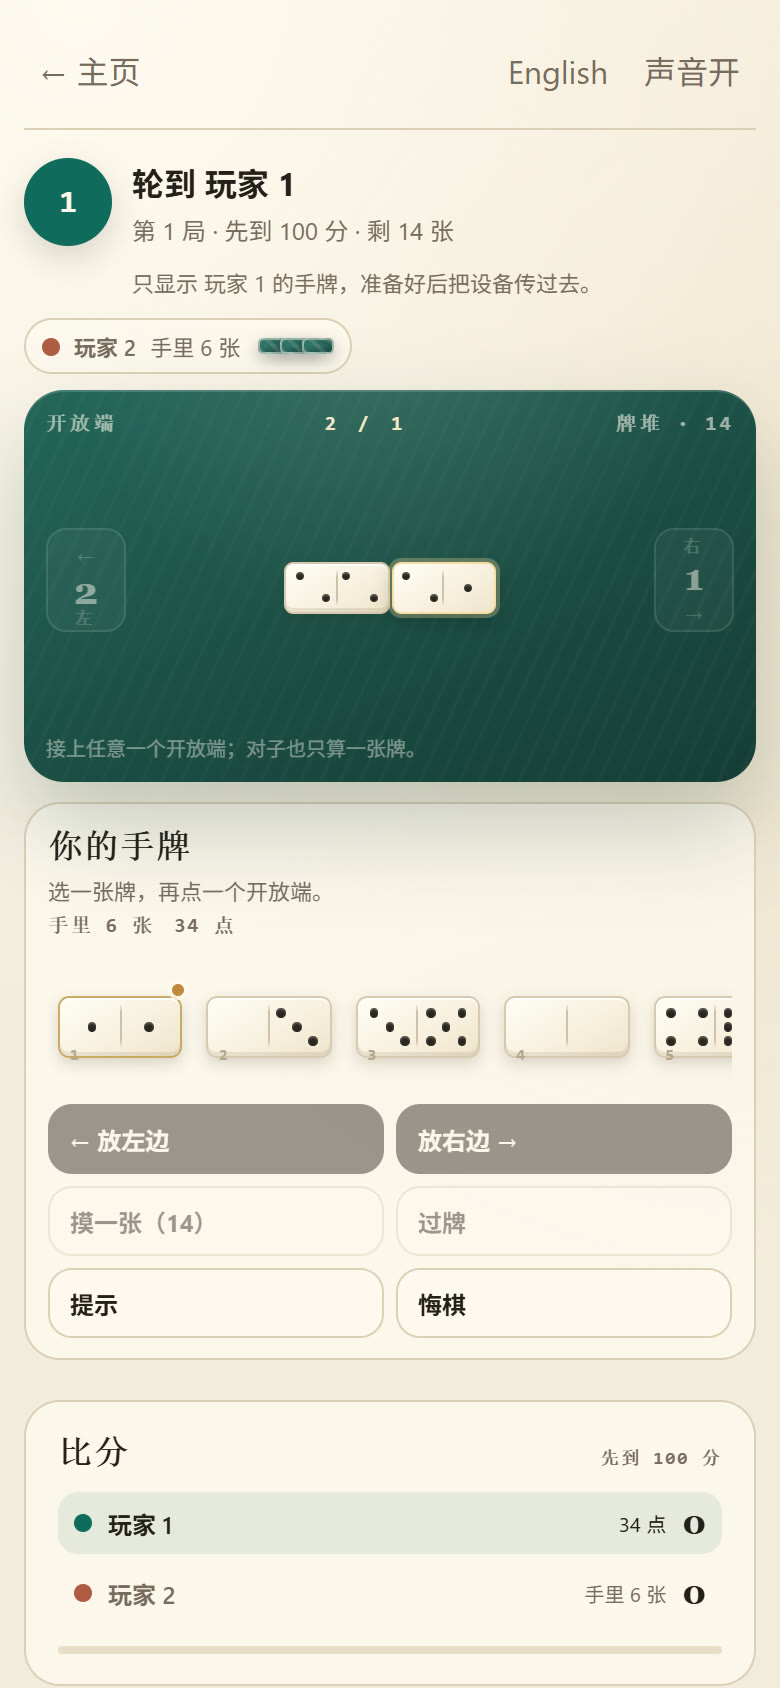 ← 主页 English 声音开
1
轮到 玩家 1
第 1 局 · 先到 100 分 · 剩 14 张
只显示 玩家 1 的手牌，准备好后把设备传过去。
玩家 2 手里 6 张
开放端 2 / 1 牌堆 · 14
←
2
左
右
1
→
接上任意一个开放端；对子也只算一张牌。
你的手牌
选一张牌，再点一个开放端。
手里 6 张 34 点
1 2 3 4 5
← 放左边 放右边 →
摸一张（14） 过牌
提示 悔棋
比分 先到 100 分
玩家 1 34 点 0
玩家 2 手里 6 张 0